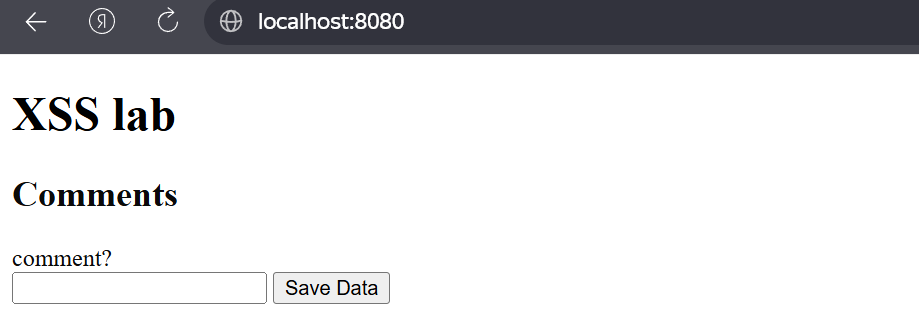 Я localhost:8080
XSS lab
Comments
comment?
Save Data